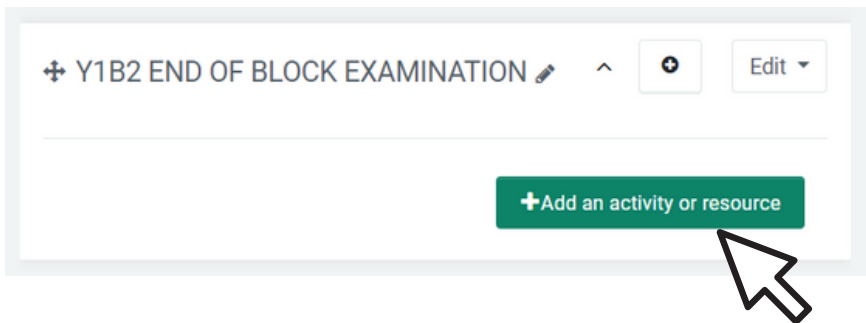 Y1B2 END OF BLOCK EXAMINATION Edit
+Add an activity or resource